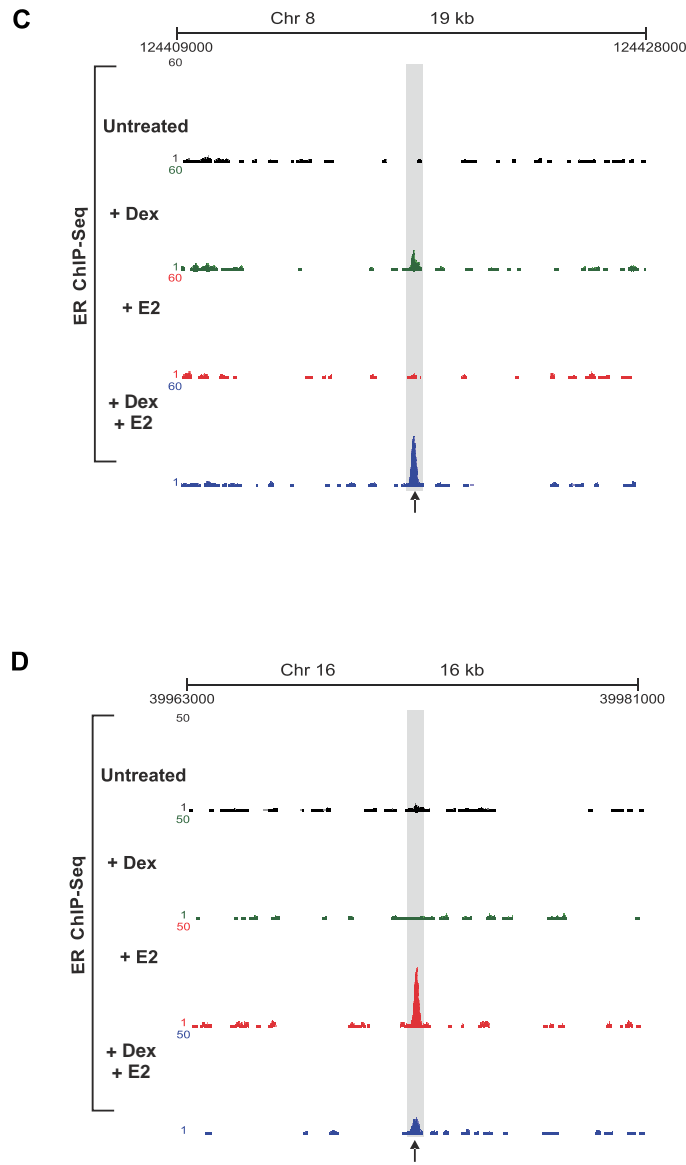 C
Chr 8 19 kb
124409000 124428000
60
Untreated
1
60
+ Dex
1
60
+ E2
1
60
+ Dex
+ E2
1
ER ChIP-Seq
D
Chr 16 16 kb
39963000 39981000
50
Untreated
1
50
+ Dex
1
50
+ E2
1
50
+ Dex
+ E2
1
ER ChIP-Seq